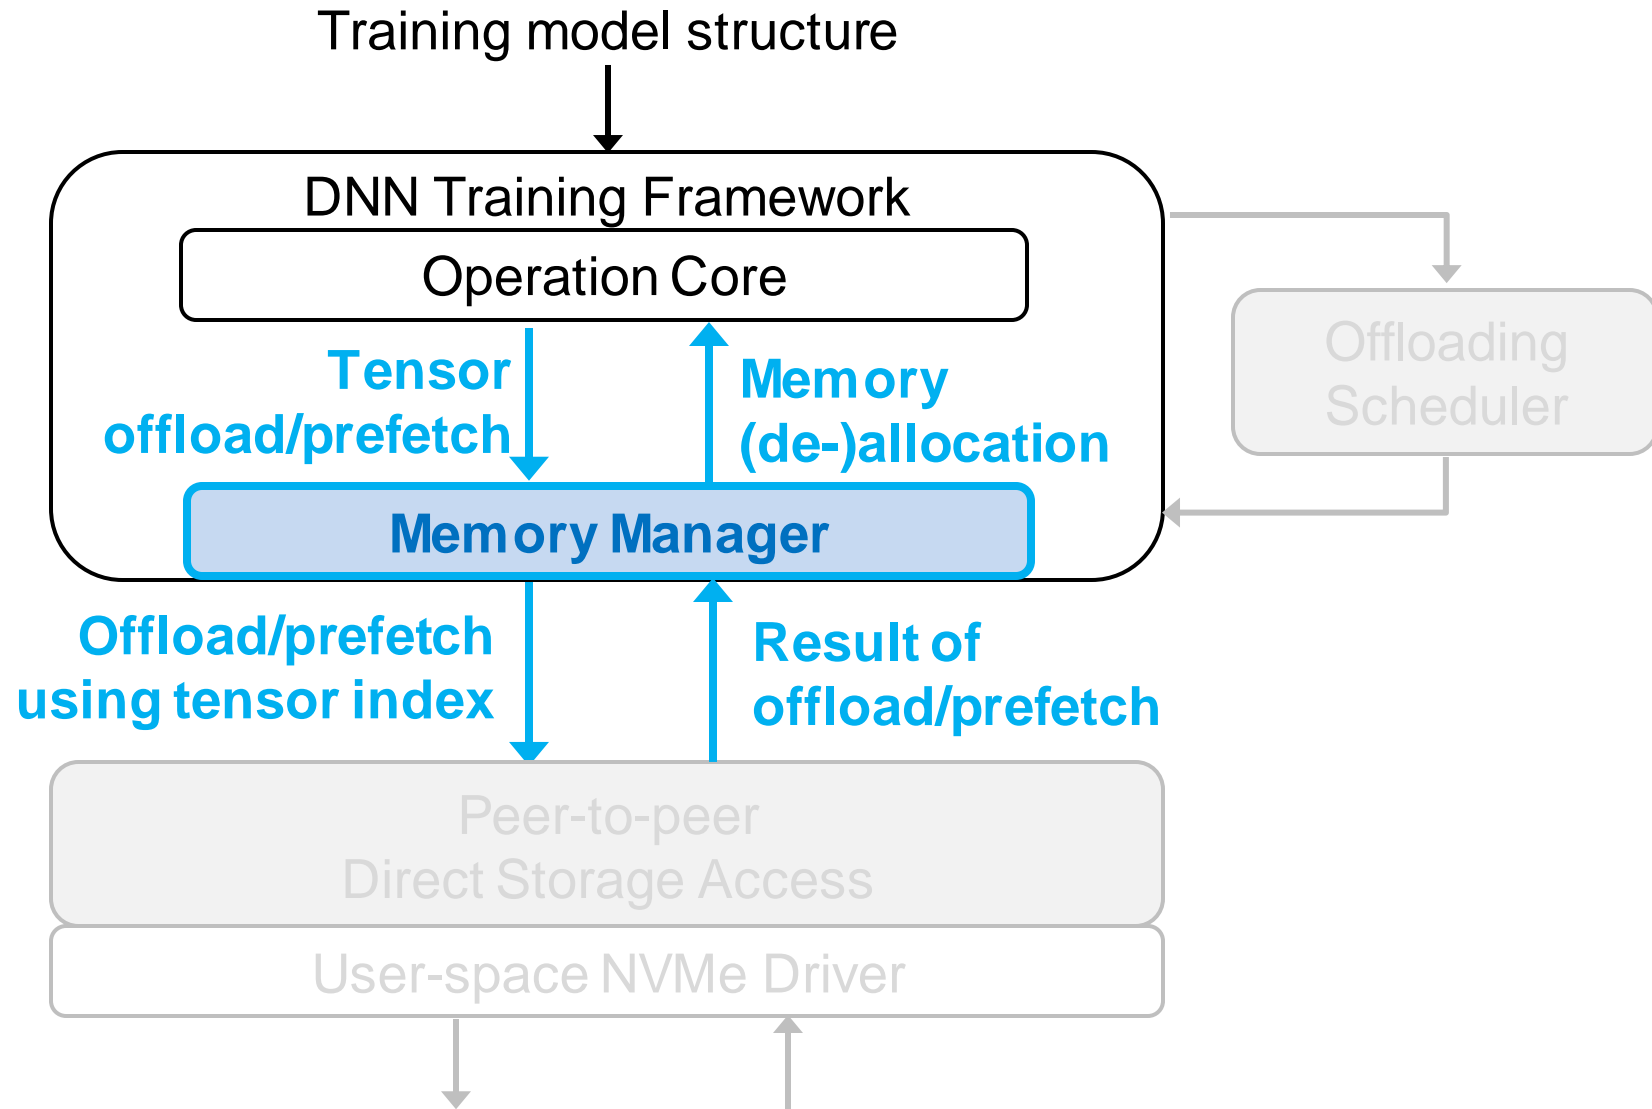 Training model structure
DNN Training Framework
Operation Core
Tensor
offload/prefetch
Memory
(de-)allocation
Offloading
Scheduler
Memory Manager
Offload/prefetch
using tensor index
Result of
offload/prefetch
Peer-to-peer
Direct Storage Access
User-space NVMe Driver